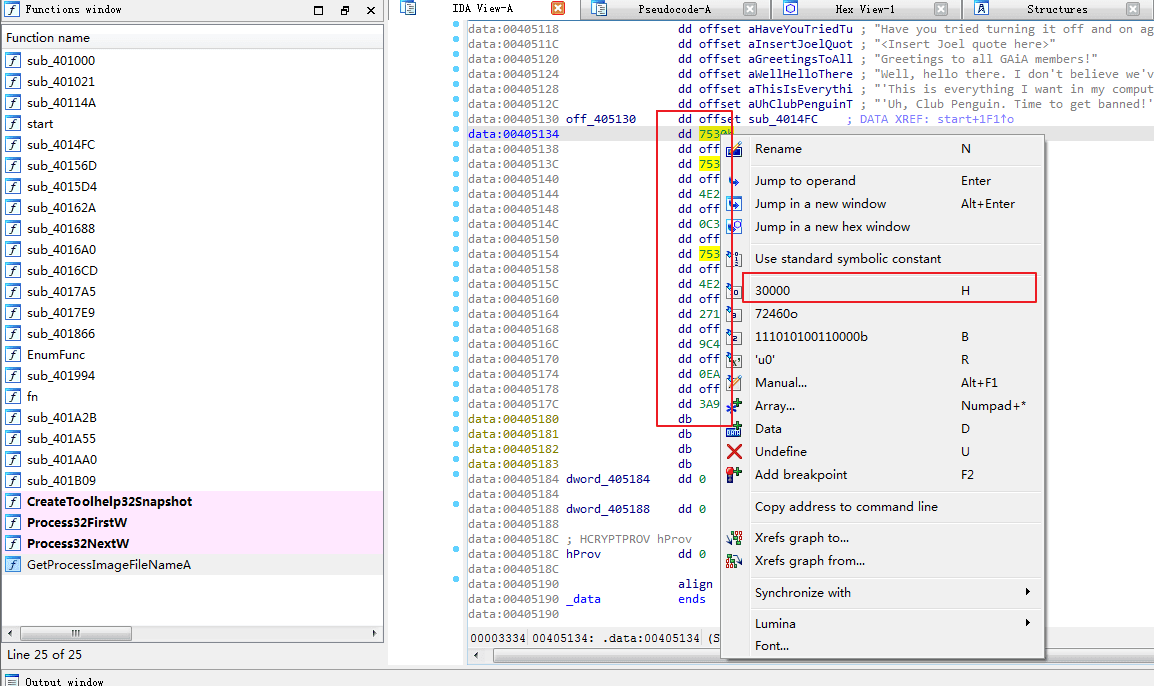 Functions window
Function name
sub_401000
sub_401021
sub_40114A
start
sub_4014FC
sub_40156D
sub_4015D4
sub_40162A
sub_401688
sub_4016A0
sub_4016CD
sub_4017A5
sub_4017E9
sub_401866
EnumFunc
sub_401994
fn
sub_401A2B
sub_401A55
sub_401AA0
sub_401B09
CreateToolhelp32Snapshot
Process32FirstW
Process32NextW
GetProcessImageFileNameA
Line 25 of 25
Output window
IDA View-A Pseudocode-A Hex View-1 Structures
data:00405118 dd offset aHaveYouTriedTu ; "Have you tried turning it off and on ag
data:0040511C dd offset aInsertJoelQuot ; "<Insert Joel quote here>"
data:00405120 dd offset aGreetingsToAll ; "Greetings to all GAiA members!"
data:00405124 dd offset aWellHelloThere ; "Well, hello there. I don't believe we'v
data:00405128 dd offset aThisIsEverythi ; "'This is everything I want in my comput
data:0040512C dd offset aUhClubPenguinT ; "'Uh, Club Penguin. Time to get banned!'
data:00405130 off_405130 dd offset sub_4014FC ; DATA XREF: start+1F1↑o
data:00405134 dd 7530h
data:00405138 dd off
data:0040513C dd 753
data:00405140 dd off
data:00405144 dd 4E2
data:00405148 dd off
data:0040514C dd 0C3
data:00405150 dd off
data:00405154 dd 753
data:00405158 dd off
data:0040515C dd 4E2
data:00405160 dd off
data:00405164 dd 271
data:00405168 dd off
data:0040516C dd 9C4
data:00405170 dd off
data:00405174 dd 0EA
data:00405178 dd off
data:0040517C dd 3A9
data:00405180 db
data:00405181 db
data:00405182 db
data:00405183 db
data:00405184 dword_405184 dd 0
data:00405184
data:00405188 dword_405188 dd 0
data:00405188
data:0040518C ; HCRYPTPROV hProv
data:0040518C hProv dd 0
data:0040518C
data:00405190 align
data:00405190 _data ends
data:00405190
00003334 00405134: .data:00405134 (S
Rename N
Jump to operand Enter
Jump in a new window Alt+Enter
Jump in a new hex window
Use standard symbolic constant
30000 H
72460o
111010100110000b B
'u0' R
Manual... Alt+F1
Array... Numpad+*
Data D
Undefine U
Add breakpoint F2
Copy address to command line
Xrefs graph to...
Xrefs graph from...
Synchronize with
Lumina
Font...